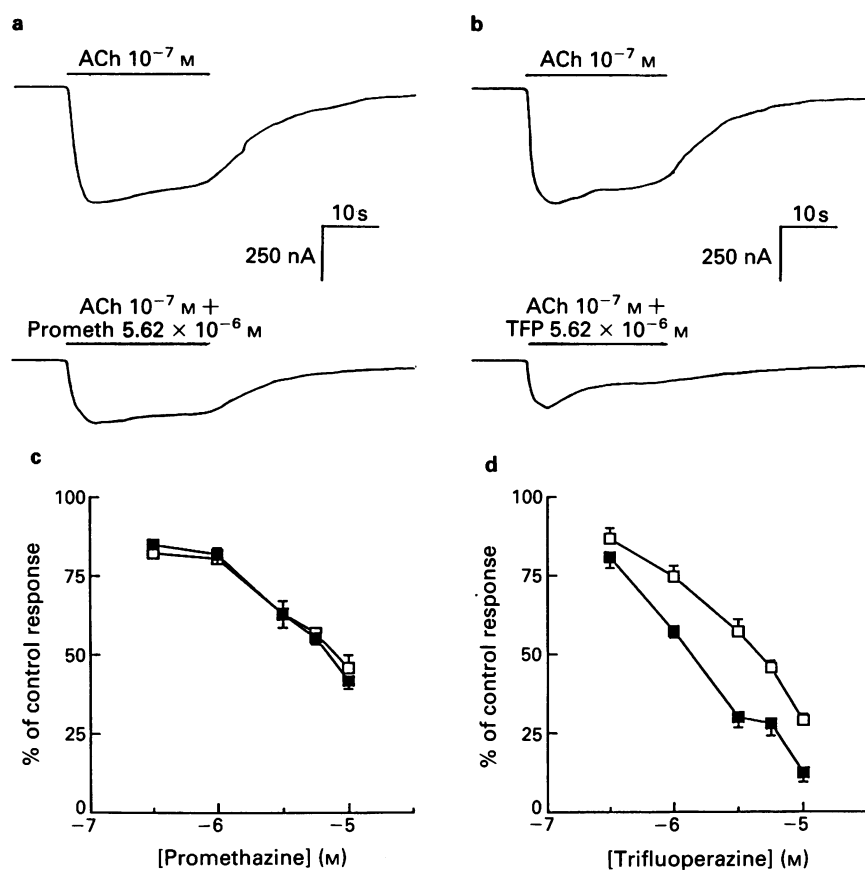 a
ACh 10⁻⁷ M
10s
250 nA
ACh 10⁻⁷ M +
Prometh 5.62 × 10⁻⁶ M
b
ACh 10⁻⁷ M
10s
250 nA
ACh 10⁻⁷ M +
TFP 5.62 × 10⁻⁶ M
c
% of control response
100
75
50
25
0
−7
−6
−5
[Promethazine] (M)
d
% of control response
100
75
50
25
0
−7
−6
−5
[Trifluoperazine] (M)